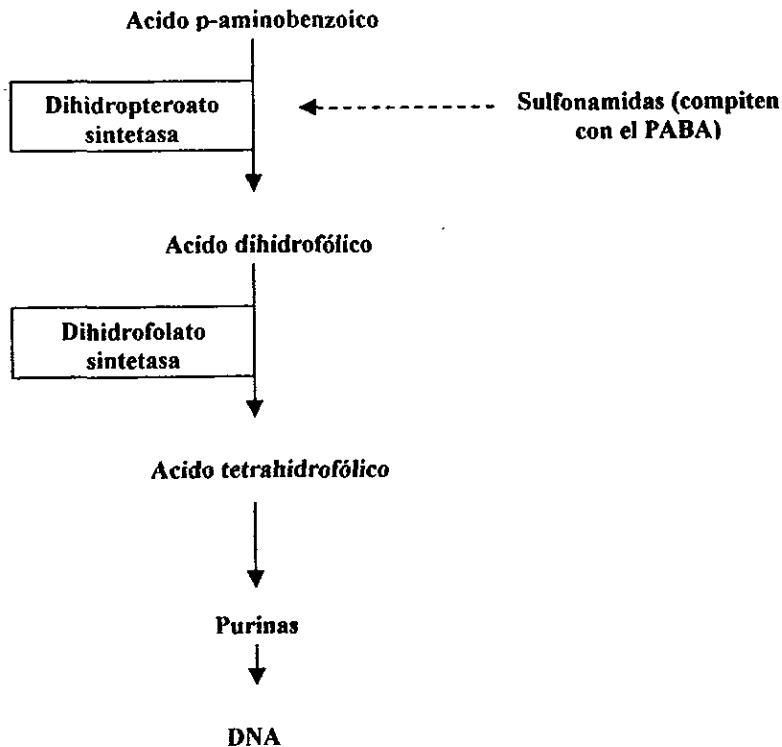 Acido p-aminobenzoico
Dihidropteroato
sintetasa
Sulfonamidas (compiten
con el PABA)
Acido dihidrofólico
Dihidrofolato
sintetasa
Acido tetrahidrofólico
Purinas
DNA